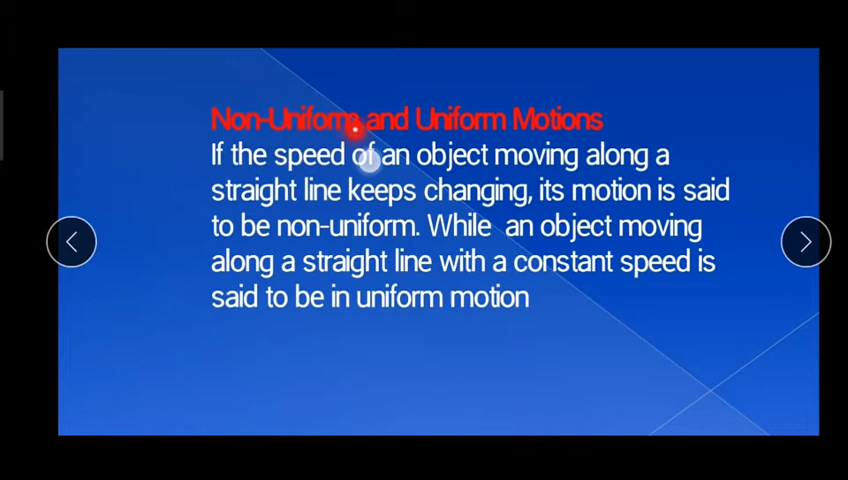 Non-Uniform and Uniform Motions
If the speed of an object moving along a
straight line keeps changing, its motion is said
to be non-uniform. While an object moving
along a straight line with a constant speed is
said to be in uniform motion